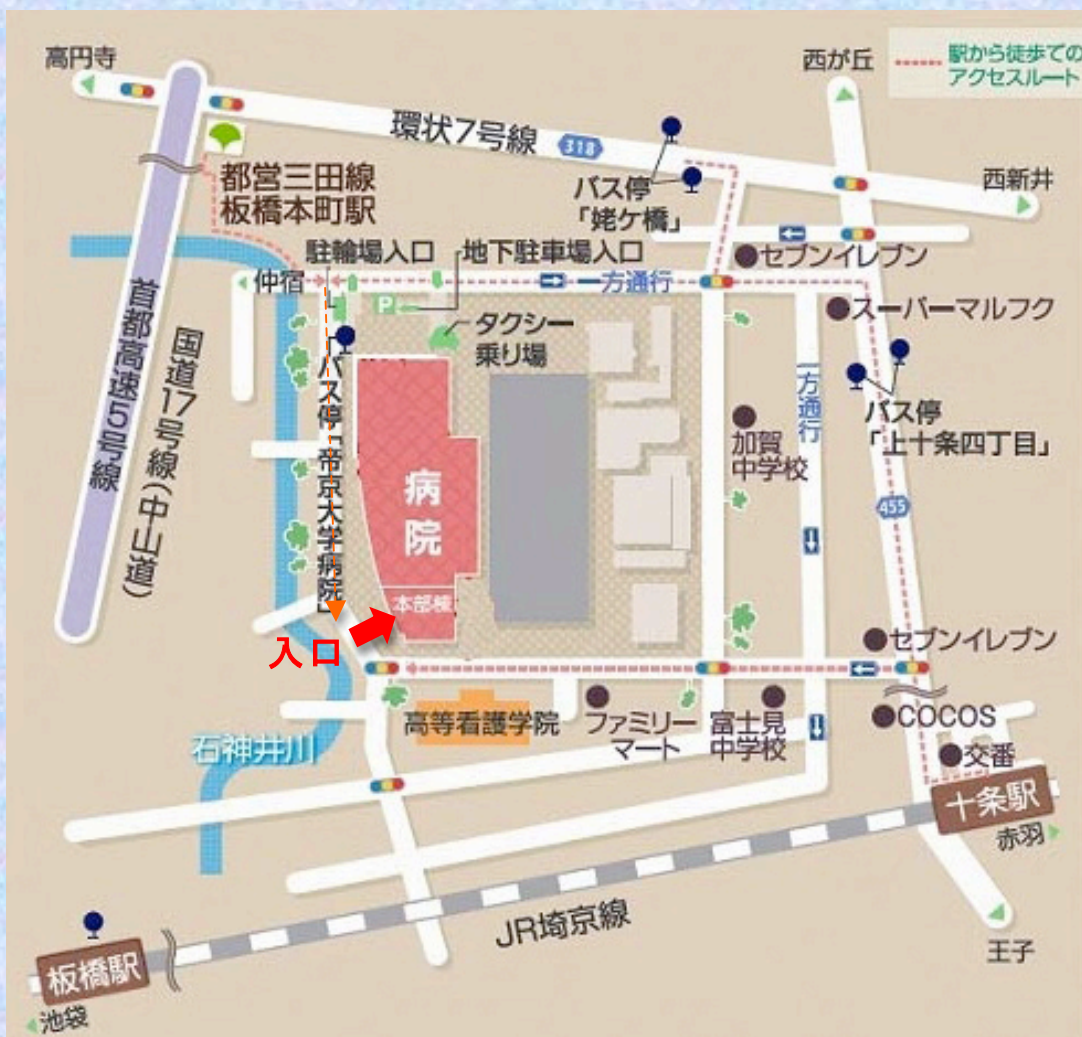 高円寺
西が丘
駅から徒歩での
アクセスルート
環状7号線
318
西新井
バス停
「姥ケ橋」
都営三田線
板橋本町駅
駐輪場入口
地下駐車場入口
セブンイレブン
仲宿
P
一方通行
スーパーマルフク
タクシー
乗り場
首都高速5号線
国道17号線(中山道)
バス停「帝京大学病院」
病院
本部棟
入口
加賀
中学校
一方通行
バス停
「上十条四丁目」
455
セブンイレブン
高等看護学院
ファミリー
マート
富士見
中学校
COCOS
交番
石神井川
十条駅
赤羽
JR埼京線
王子
板橋駅
池袋